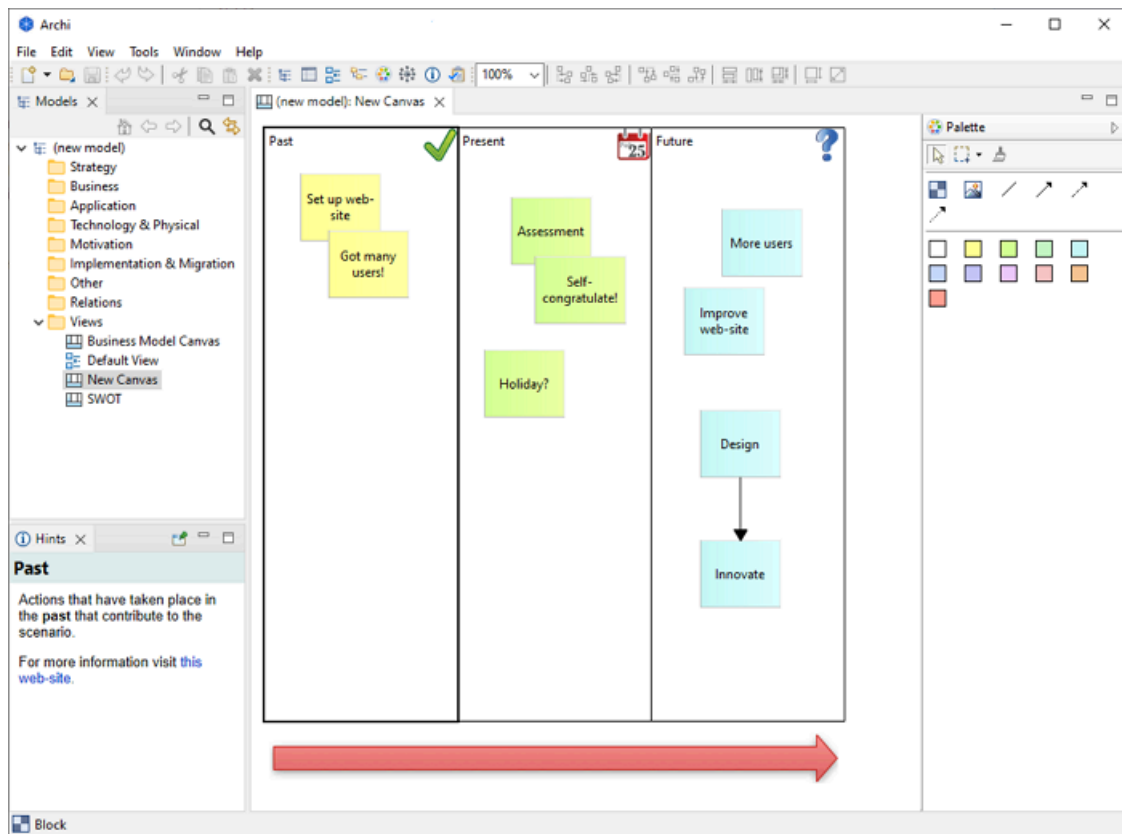 Archi
File Edit View Tools Window Help
100%
Models
(new model)
Strategy
Business
Application
Technology & Physical
Motivation
Implementation & Migration
Other
Relations
Views
Business Model Canvas
Default View
New Canvas
SWOT
Hints
Past
Actions that have taken place in
the past that contribute to the
scenario.
For more information visit this
web-site.
(new model): New Canvas
Past
Set up web-
site
Got many
users!
Present
25
Assessment
Self-
congratulate!
Holiday?
Future
?
More users
Improve
web-site
Design
Innovate
Palette
Block